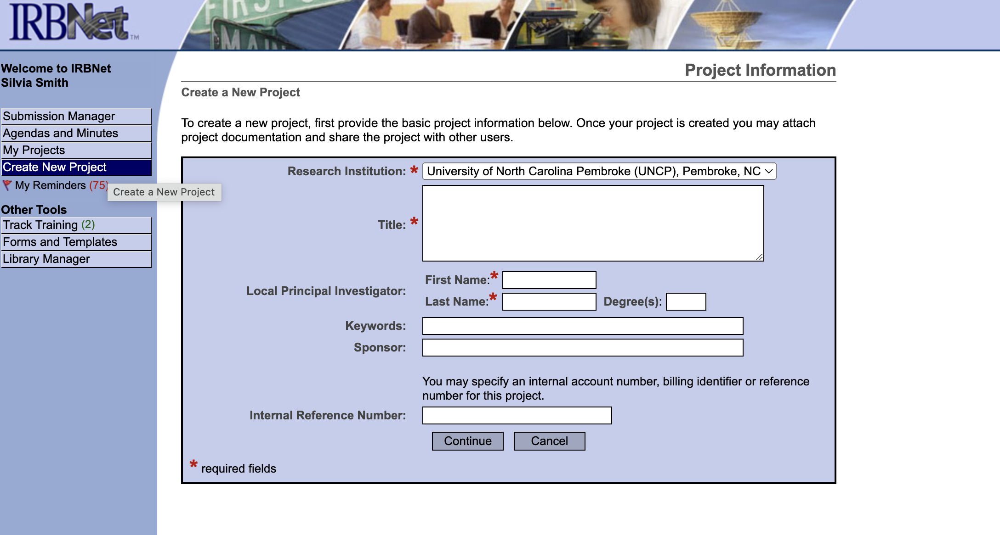 IRBNet™
FIRST
MAIN
Welcome to IRBNet
Silvia Smith
Submission Manager
Agendas and Minutes
My Projects
Create New Project
My Reminders (75)
Create a New Project
Other Tools
Track Training (2)
Forms and Templates
Library Manager
Project Information
Create a New Project
To create a new project, first provide the basic project information below. Once your project is created you may attach
project documentation and share the project with other users.
Research Institution: * University of North Carolina Pembroke (UNCP), Pembroke, NC
Title: *
Local Principal Investigator:
First Name:*
Last Name:* Degree(s):
Keywords:
Sponsor:
You may specify an internal account number, billing identifier or reference
number for this project.
Internal Reference Number:
Continue Cancel
* required fields